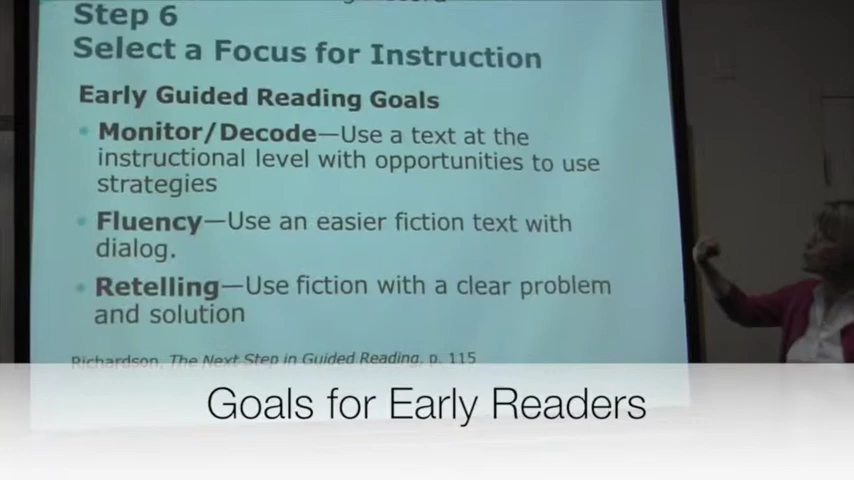 Step 6
Select a Focus for Instruction
Early Guided Reading Goals
• Monitor/Decode—Use a text at the
instructional level with opportunities to use
strategies
• Fluency—Use an easier fiction text with
dialog.
• Retelling—Use fiction with a clear problem
and solution
Richardson, The Next Step in Guided Reading, p. 115
Goals for Early Readers